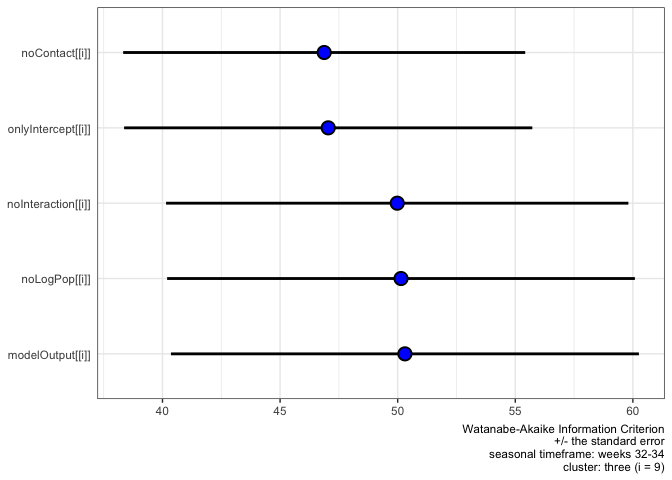 noContact[[i]]
onlyIntercept[[i]]
noInteraction[[i]]
noLogPop[[i]]
modelOutput[[i]]
40 45 50 55 60
Watanabe-Akaike Information Criterion
+/- the standard error
seasonal timeframe: weeks 32-34
cluster: three (i = 9)